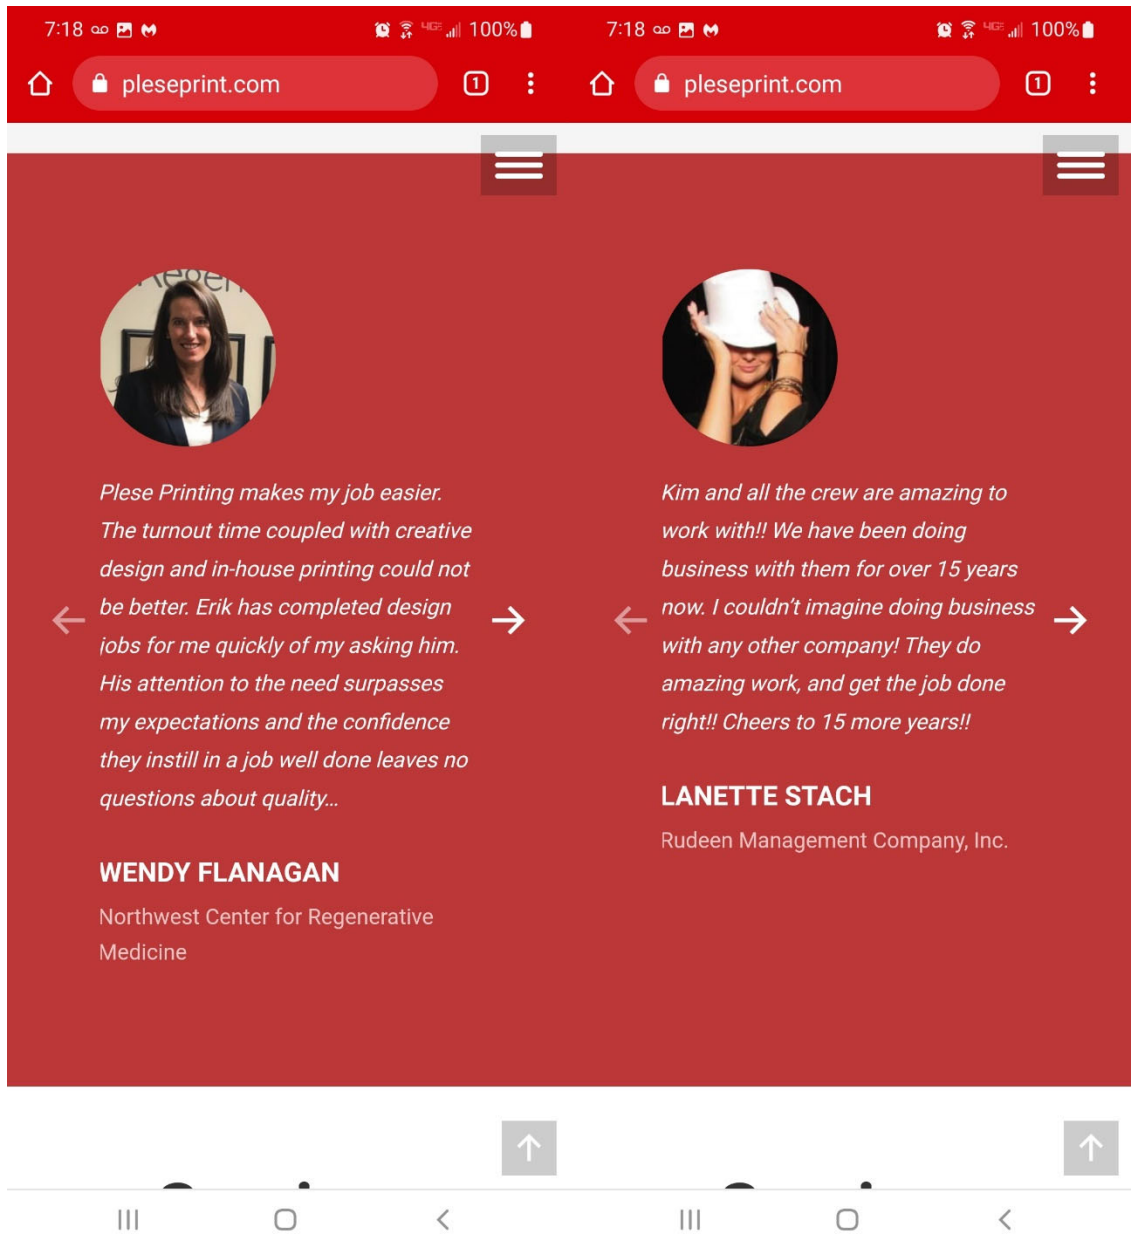 7:18
4GE
100%
pleseprint.com
1
Regen
Plese Printing makes my job easier.
The turnout time coupled with creative
design and in-house printing could not
be better. Erik has completed design
jobs for me quickly of my asking him.
His attention to the need surpasses
my expectations and the confidence
they instill in a job well done leaves no
questions about quality…
WENDY FLANAGAN
Northwest Center for Regenerative
Medicine
7:18
4GE
100%
pleseprint.com
1
Kim and all the crew are amazing to
work with!! We have been doing
business with them for over 15 years
now. I couldn’t imagine doing business
with any other company! They do
amazing work, and get the job done
right!! Cheers to 15 more years!!
LANETTE STACH
Rudeen Management Company, Inc.